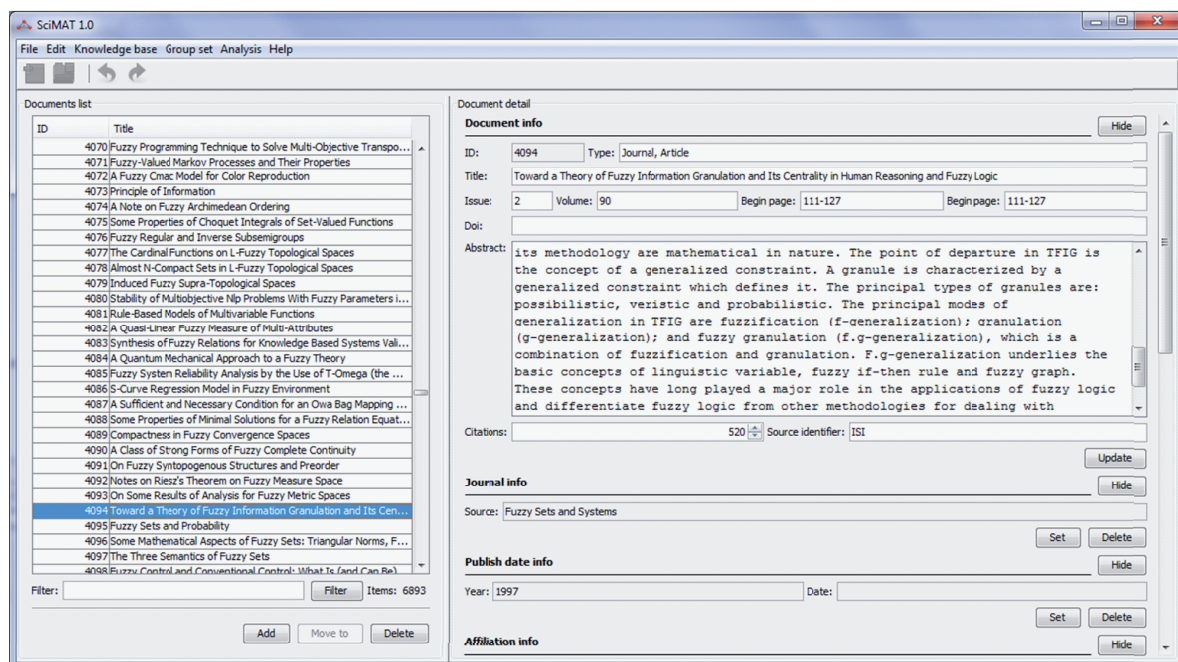 SciMAT 1.0
File Edit Knowledge base Group set Analysis Help
Documents list
ID Title
4070 Fuzzy Programming Technique to Solve Multi-Objective Transpo...
4071 Fuzzy-Valued Markov Processes and Their Properties
4072 A Fuzzy Cmac Model for Color Reproduction
4073 Principle of Information
4074 A Note on Fuzzy Archimedean Ordering
4075 Some Properties of Choquet Integrals of Set-Valued Functions
4076 Fuzzy Regular and Inverse Subsemigroups
4077 The Cardinal Functions on L-Fuzzy Topological Spaces
4078 Almost N-Compact Sets in L-Fuzzy Topological Spaces
4079 Induced Fuzzy Supra-Topological Spaces
4080 Stability of Multiobjective Nlp Problems With Fuzzy Parameters i...
4081 Rule-Based Models of Multivariable Functions
4082 A Quasi-Linear Fuzzy Measure of Multi-Attributes
4083 Synthesis of Fuzzy Relations for Knowledge Based Systems Vali...
4084 A Quantum Mechanical Approach to a Fuzzy Theory
4085 Fuzzy Systen Reliability Analysis by the Use of T-Omega (the ...
4086 S-Curve Regression Model in Fuzzy Environment
4087 A Sufficient and Necessary Condition for an Owa Bag Mapping ...
4088 Some Properties of Minimal Solutions for a Fuzzy Relation Equat...
4089 Compactness in Fuzzy Convergence Spaces
4090 A Class of Strong Forms of Fuzzy Complete Continuity
4091 On Fuzzy Syntopogenous Structures and Preorder
4092 Notes on Riesz's Theorem on Fuzzy Measure Space
4093 On Some Results of Analysis for Fuzzy Metric Spaces
4094 Toward a Theory of Fuzzy Information Granulation and Its Cen...
4095 Fuzzy Sets and Probability
4096 Some Mathematical Aspects of Fuzzy Sets: Triangular Norms, F...
4097 The Three Semantics of Fuzzy Sets
4098 Fuzzy Control and Conventional Control: What Is (and Can Be)
Filter: Filter Items: 6893
Add Move to Delete
Document detail
Document info Hide
ID: 4094 Type: Journal, Article
Title: Toward a Theory of Fuzzy Information Granulation and Its Centrality in Human Reasoning and Fuzzy Logic
Issue: 2 Volume: 90 Begin page: 111-127 Begin page: 111-127
Doi:
Abstract: its methodology are mathematical in nature. The point of departure in TFIG is
the concept of a generalized constraint. A granule is characterized by a
generalized constraint which defines it. The principal types of granules are:
possibilistic, veristic and probabilistic. The principal modes of
generalization in TFIG are fuzzification (f-generalization); granulation
(g-generalization); and fuzzy granulation (f.g-generalization), which is a
combination of fuzzification and granulation. F.g-generalization underlies the
basic concepts of linguistic variable, fuzzy if-then rule and fuzzy graph.
These concepts have long played a major role in the applications of fuzzy logic
and differentiate fuzzy logic from other methodologies for dealing with
Citations: 520 Source identifier: ISI
Update
Journal info Hide
Source: Fuzzy Sets and Systems
Set Delete
Publish date info Hide
Year: 1997 Date:
Set Delete
Affiliation info Hide